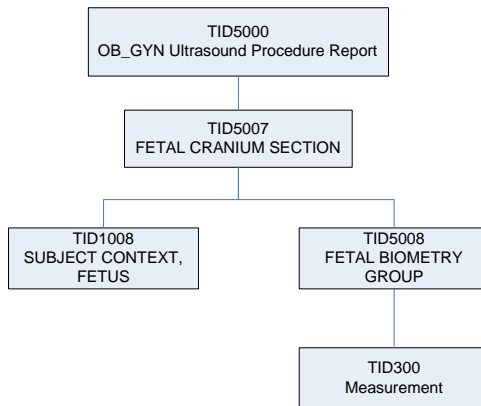 TID5000
OB_GYN Ultrasound Procedure Report
TID5007
FETAL CRANIUM SECTION
TID1008
SUBJECT CONTEXT,
FETUS
TID5008
FETAL BIOMETRY
GROUP
TID300
Measurement